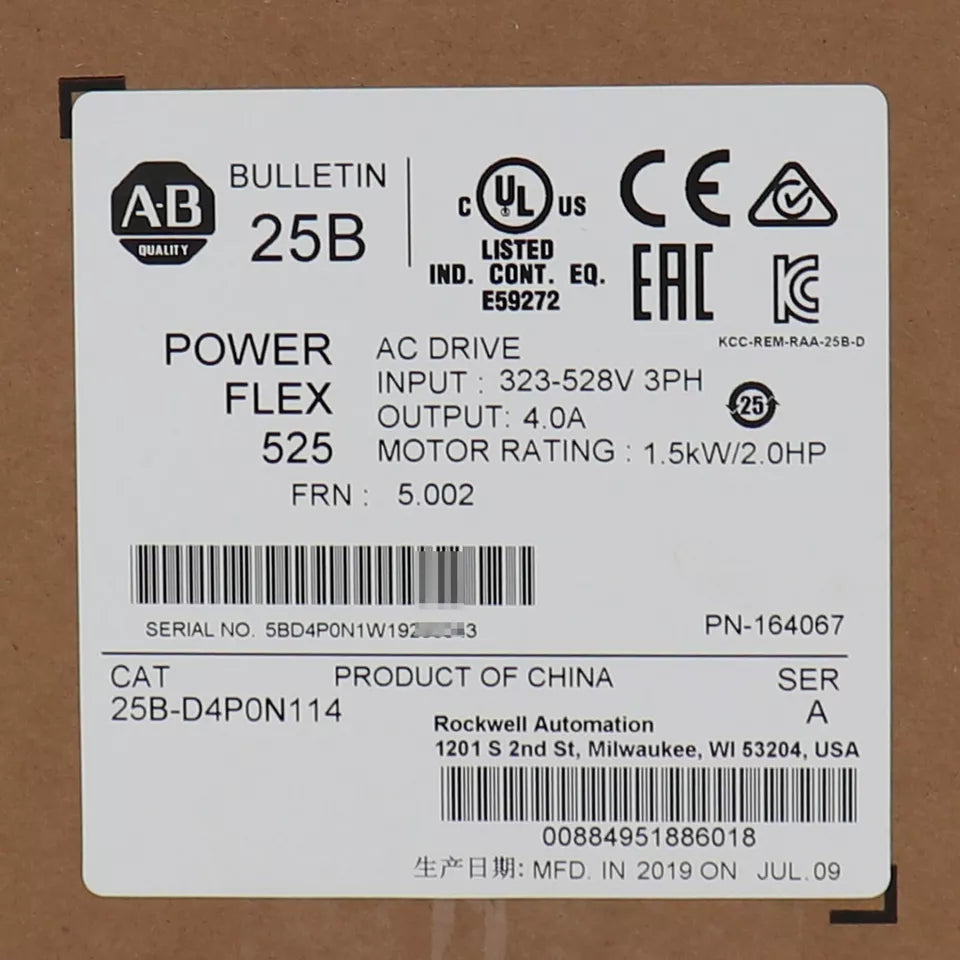 A-B
QUALITY
BULLETIN
25B
C UL US
LISTED
IND. CONT. EQ.
E59272
CE
EAC
KC
KCC-REM-RAA-25B-D
POWER
FLEX
525
AC DRIVE
INPUT : 323-528V 3PH
OUTPUT: 4.0A
MOTOR RATING : 1.5kW/2.0HP
25
FRN : 5.002
SERIAL NO.
PN-164067
CAT
25B-D4P0N114
PRODUCT OF CHINA
SER
A
Rockwell Automation
1201 S 2nd St, Milwaukee, WI 53204, USA
00884951886018
生产日期: MFD. IN 2019 ON JUL. 09